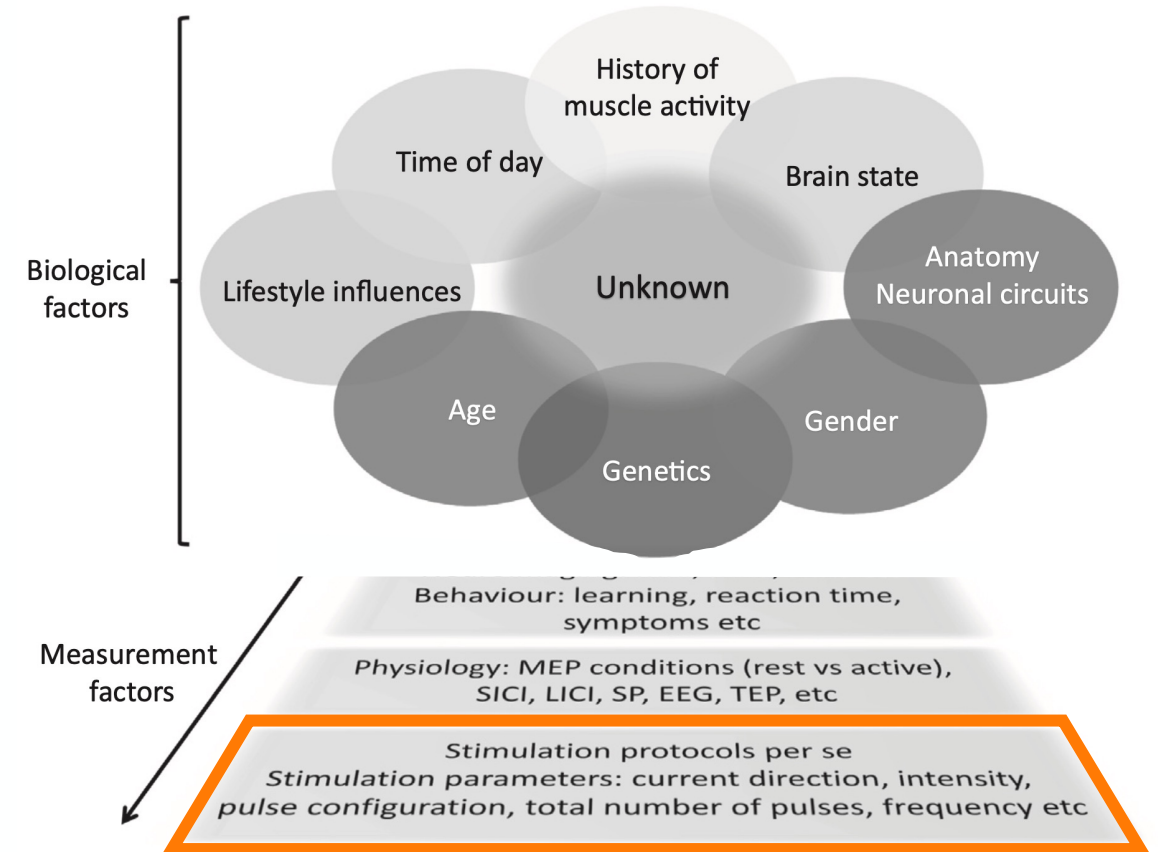 History of
muscle activity
Time of day
Brain state
Biological
factors
Lifestyle influences
Unknown
Anatomy
Neuronal circuits
Age
Gender
Genetics
Measurement
factors
Behaviour: learning, reaction time,
symptoms etc
Physiology: MEP conditions (rest vs active),
SICI, LICI, SP, EEG, TEP, etc
Stimulation protocols per se
Stimulation parameters: current direction, intensity,
pulse configuration, total number of pulses, frequency etc